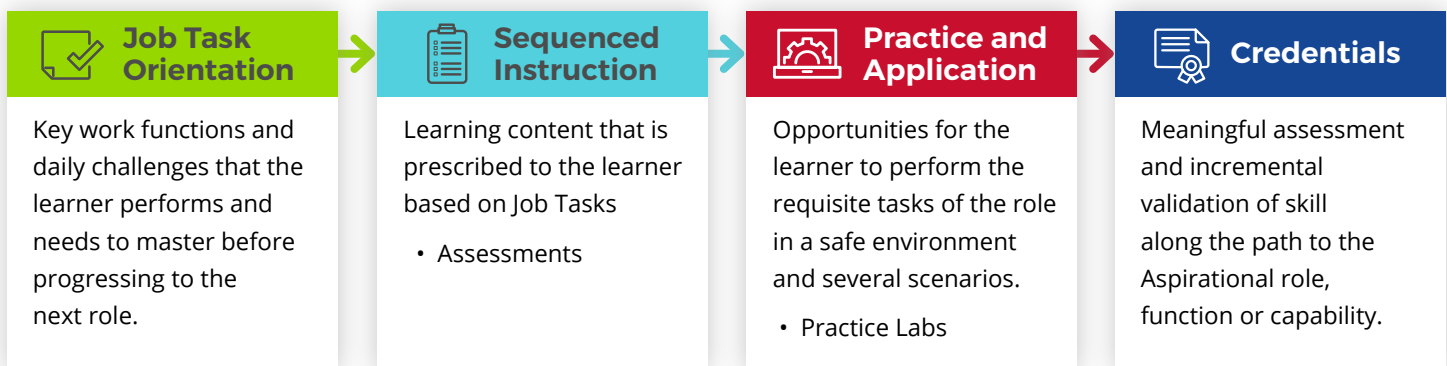 Job Task
Orientation
Key work functions and
daily challenges that the
learner performs and
needs to master before
progressing to the
next role.
Sequenced
Instruction
Learning content that is
prescribed to the learner
based on Job Tasks
• Assessments
Practice and
Application
Opportunities for the
learner to perform the
requisite tasks of the role
in a safe environment
and several scenarios.
• Practice Labs
Credentials
Meaningful assessment
and incremental
validation of skill
along the path to the
Aspirational role,
function or capability.